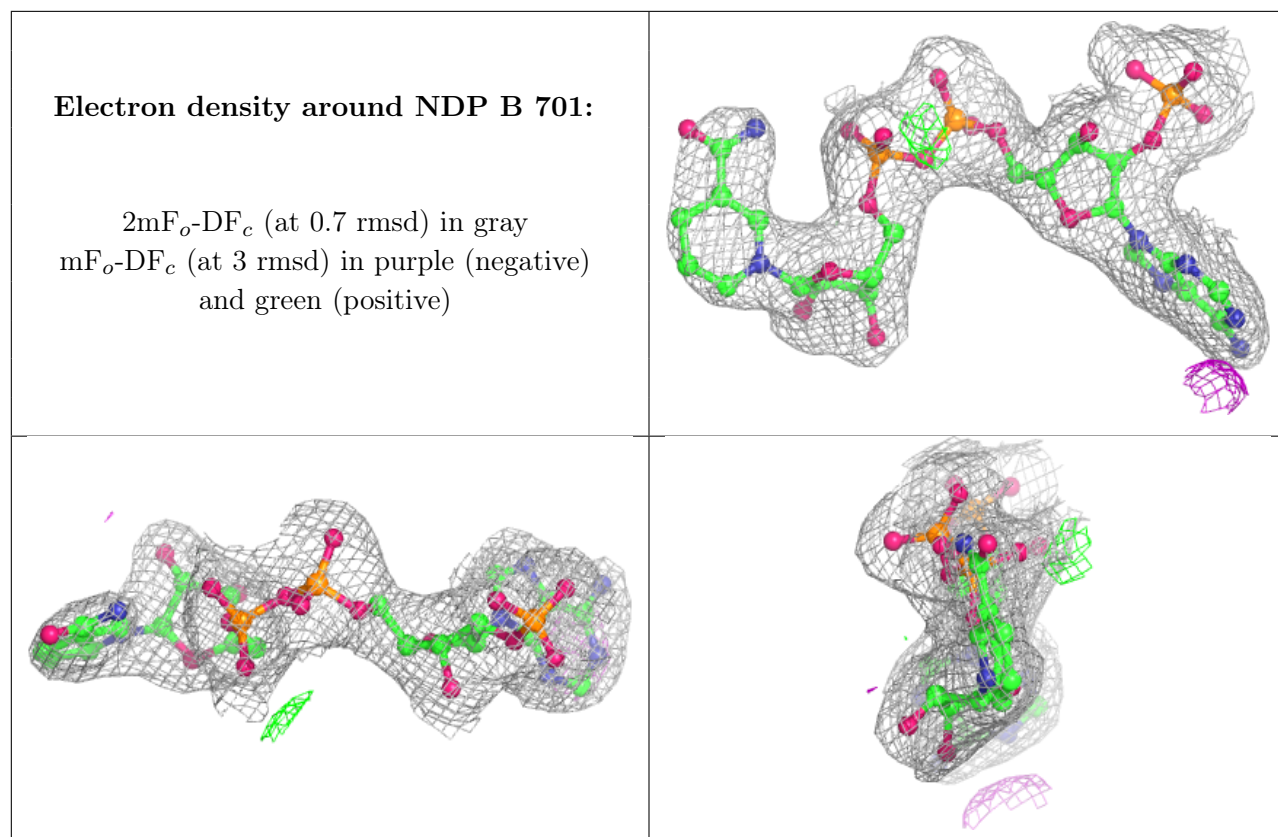 Electron density around NDP B 701:
2mFo-DFc (at 0.7 rmsd) in gray
mFo-DFc (at 3 rmsd) in purple (negative)
and green (positive)